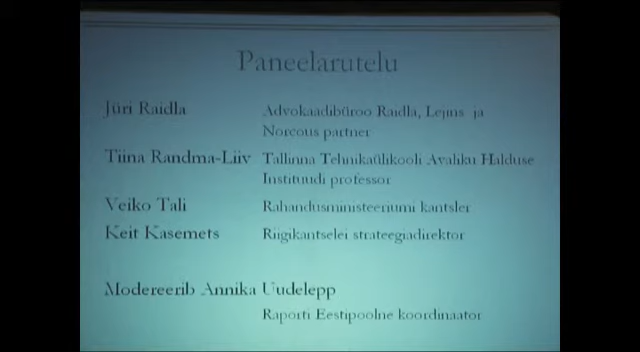 Paneelarutelu
Jüri Raidla Advokaadibüroo Raidla, Lejins ja
Norcous partner
Tiina Randma-Liiv Tallinna Tehnikaülikooli Avaliku Halduse
Instituudi professor
Veiko Tali Rahandusministeeriumi kantsler
Keit Kasemets Riigikantselei strateegiadirektor
Modereerib Annika Uudelepp
Raporti Eestipoolne koordinaator